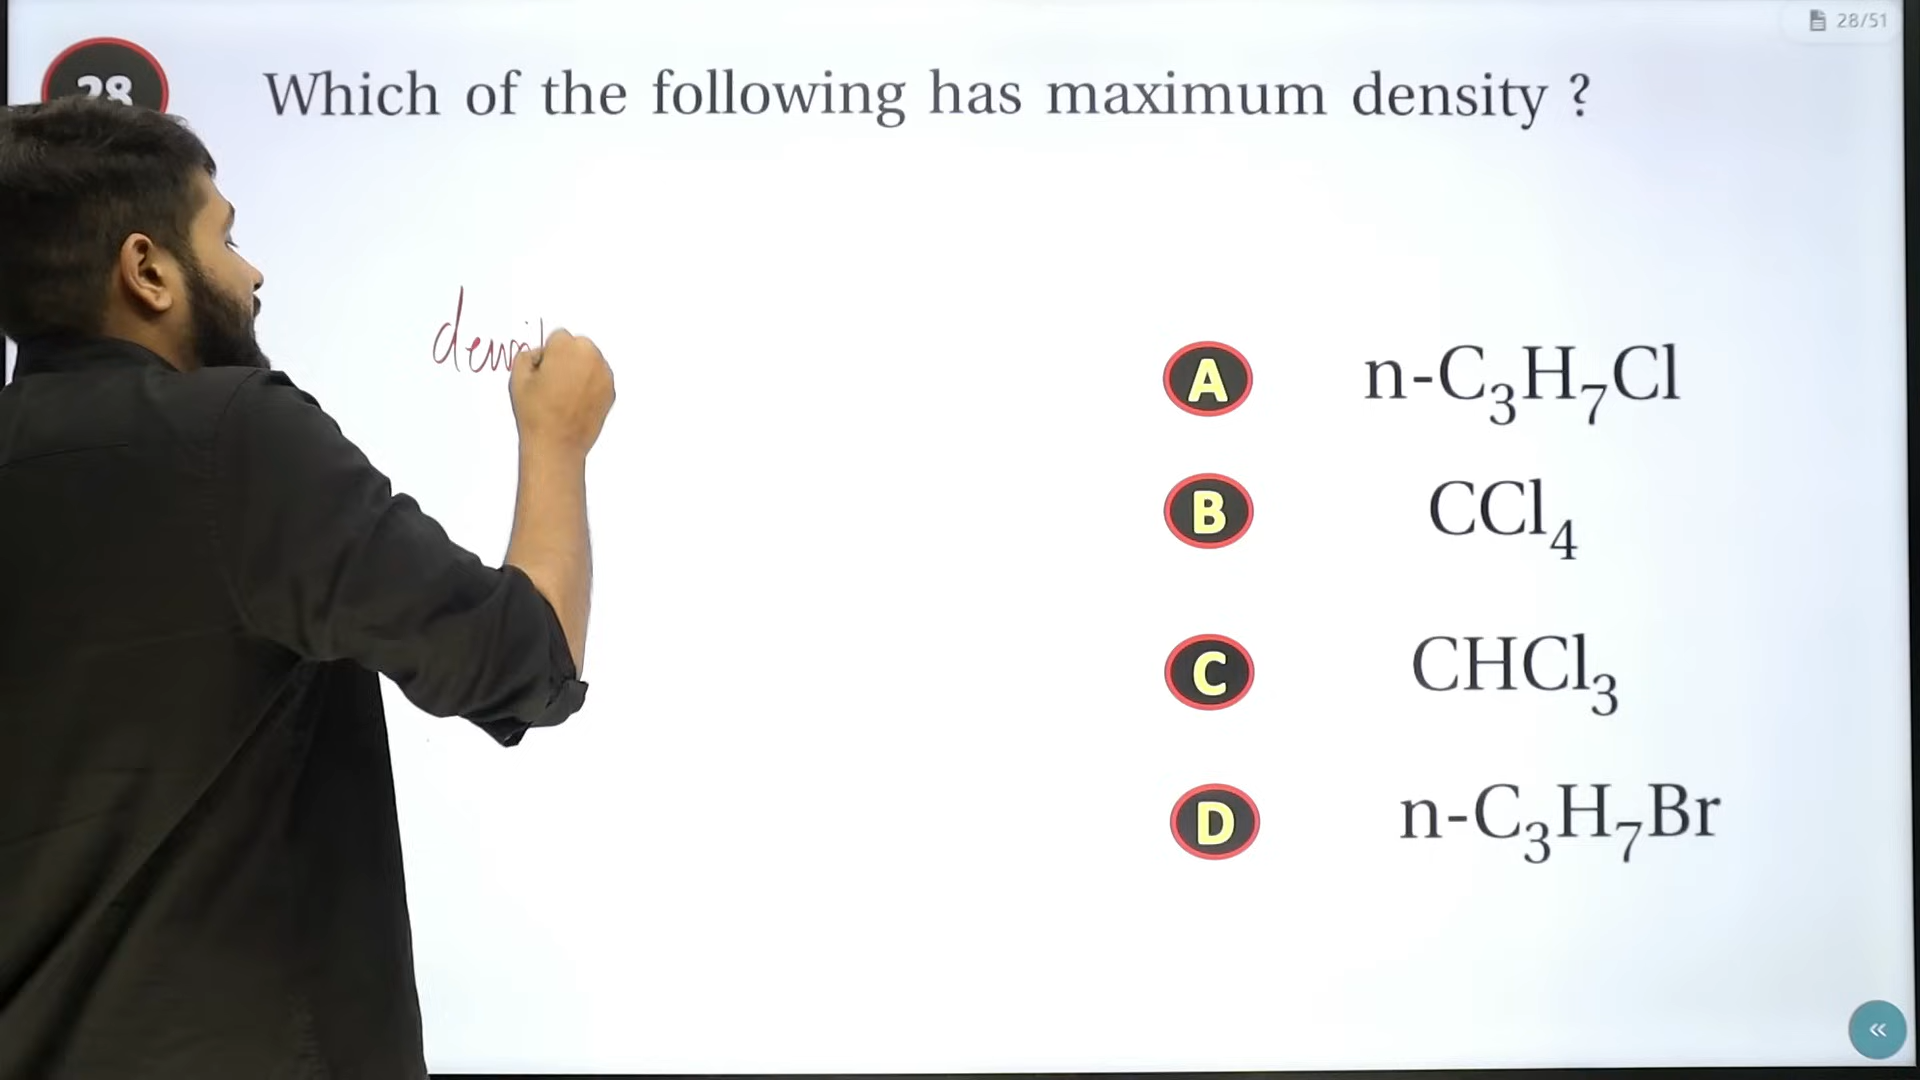 28/51
28
Which of the following has maximum density ?
A n-C₃H₇Cl
B CCl₄
C CHCl₃
D n-C₃H₇Br
«